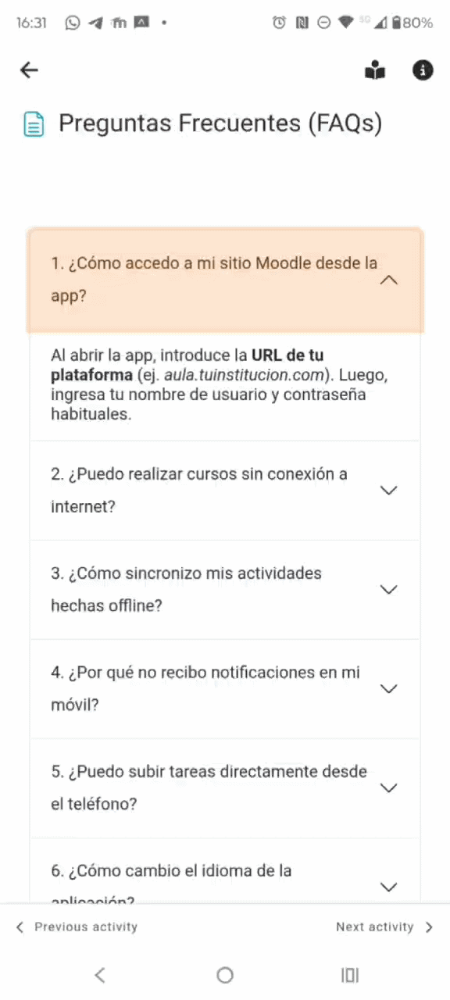 16:31
5G
80%
Preguntas Frecuentes (FAQs)
1. ¿Cómo accedo a mi sitio Moodle desde la
app?
Al abrir la app, introduce la URL de tu
plataforma (ej. aula.tuinstitucion.com). Luego,
ingresa tu nombre de usuario y contraseña
habituales.
2. ¿Puedo realizar cursos sin conexión a
internet?
3. ¿Cómo sincronizo mis actividades
hechas offline?
4. ¿Por qué no recibo notificaciones en mi
móvil?
5. ¿Puedo subir tareas directamente desde
el teléfono?
6. ¿Cómo cambio el idioma de la
aplicación?
Previous activity
Next activity